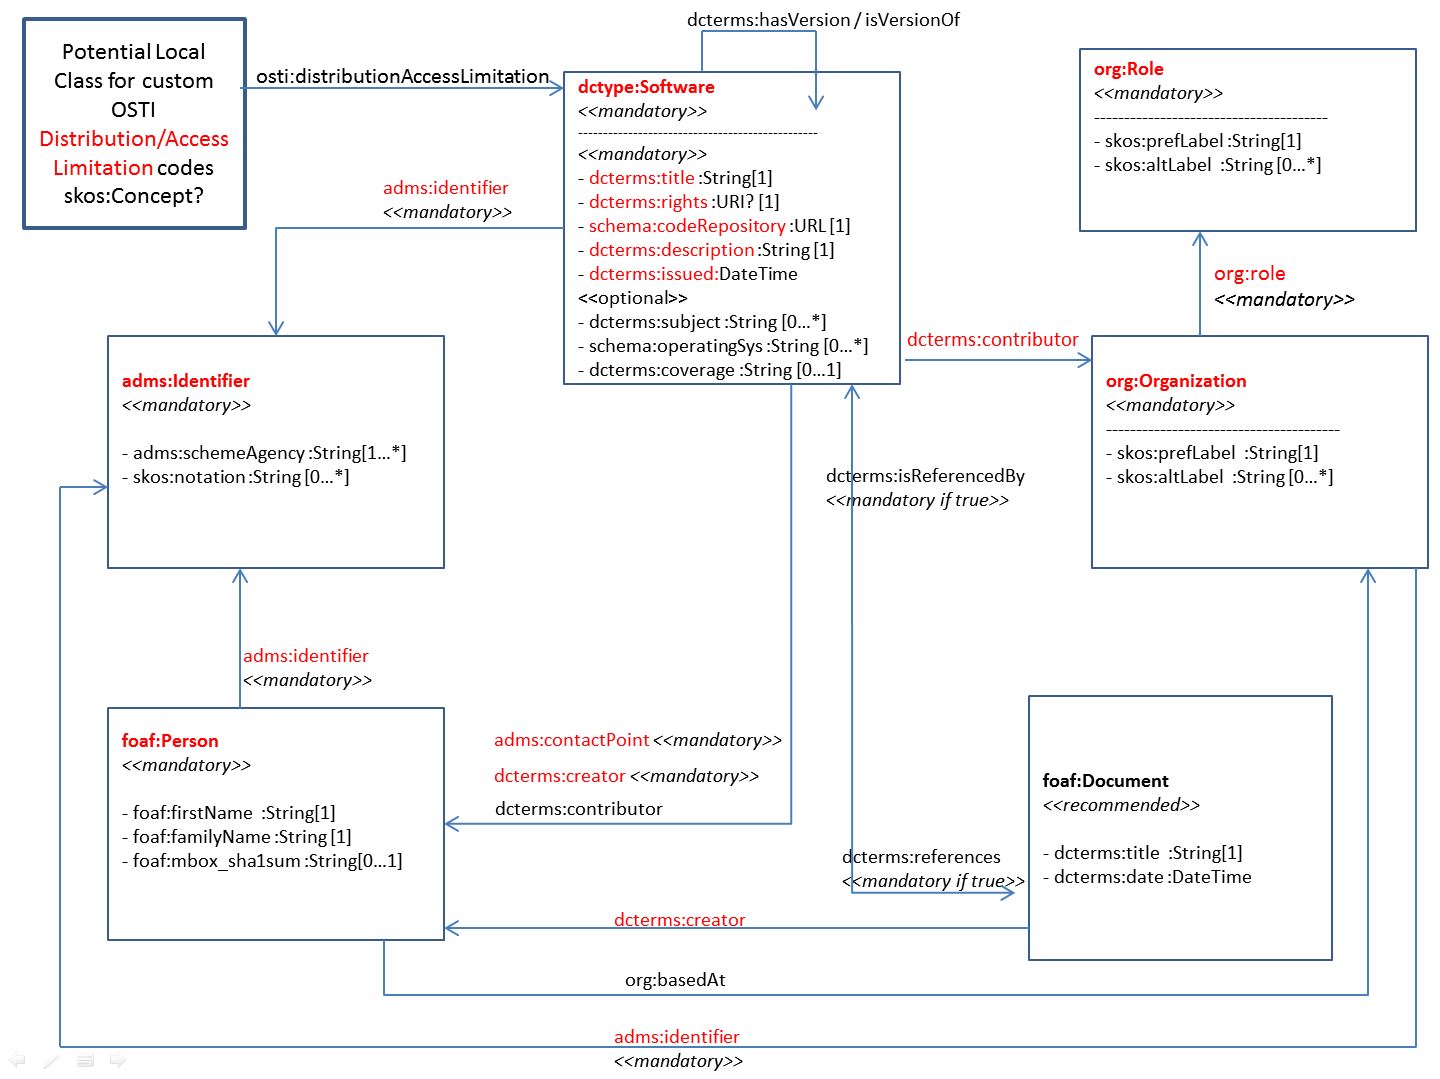 dcterms:hasVersion / isVersionOf
Potential Local
Class for custom
OSTI
Distribution/Access
Limitation codes
skos:Concept?
osti:distributionAccessLimitation
dctype:Software
<<mandatory>>
------------------------------------------------
<<mandatory>>
- dcterms:title :String[1]
- dcterms:rights :URI? [1]
- schema:codeRepository :URL [1]
- dcterms:description :String [1]
- dcterms:issued:DateTime
<<optional>>
- dcterms:subject :String [0...*]
- schema:operatingSys :String [0...*]
- dcterms:coverage :String [0...1]
org:Role
<<mandatory>>
---------------------------------------
- skos:prefLabel :String[1]
- skos:altLabel :String [0...*]
adms:identifier
<<mandatory>>
org:role
<<mandatory>>
dcterms:contributor
adms:Identifier
<<mandatory>>
- adms:schemeAgency :String[1...*]
- skos:notation :String [0...*]
org:Organization
<<mandatory>>
---------------------------------------
- skos:prefLabel :String[1]
- skos:altLabel :String [0...*]
dcterms:isReferencedBy
<<mandatory if true>>
adms:identifier
<<mandatory>>
foaf:Person
<<mandatory>>
- foaf:firstName :String[1]
- foaf:familyName :String [1]
- foaf:mbox_sha1sum :String[0...1]
adms:contactPoint <<mandatory>>
dcterms:creator <<mandatory>>
dcterms:contributor
foaf:Document
<<recommended>>
- dcterms:title :String[1]
- dcterms:date :DateTime
dcterms:references
<<mandatory if true>>
dcterms:creator
org:basedAt
adms:identifier
<<mandatory>>